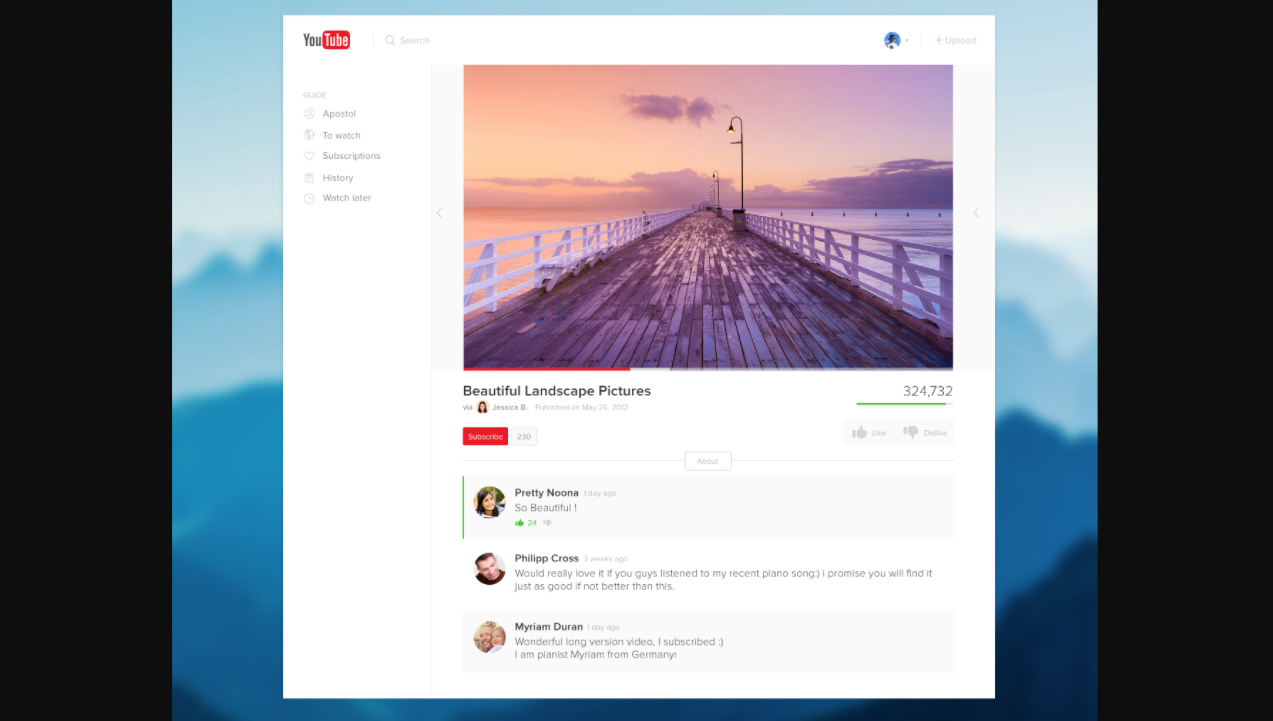 YouTube
Search
+ Upload
GUIDE
Apostol
To watch
Subscriptions
History
Watch later
Beautiful Landscape Pictures
324,732
via Jessica B. Published on May 26, 2012
Subscribe 230
Like Dislike
About
Pretty Noona 1 day ago
So Beautiful !
24
Philipp Cross 3 weeks ago
Would really love it if you guys listened to my recent piano song:) i promise you will find it
just as good if not better than this.
Myriam Duran 1 day ago
Wonderful long version video, I subscribed :)
I am pianist Myriam from Germany!